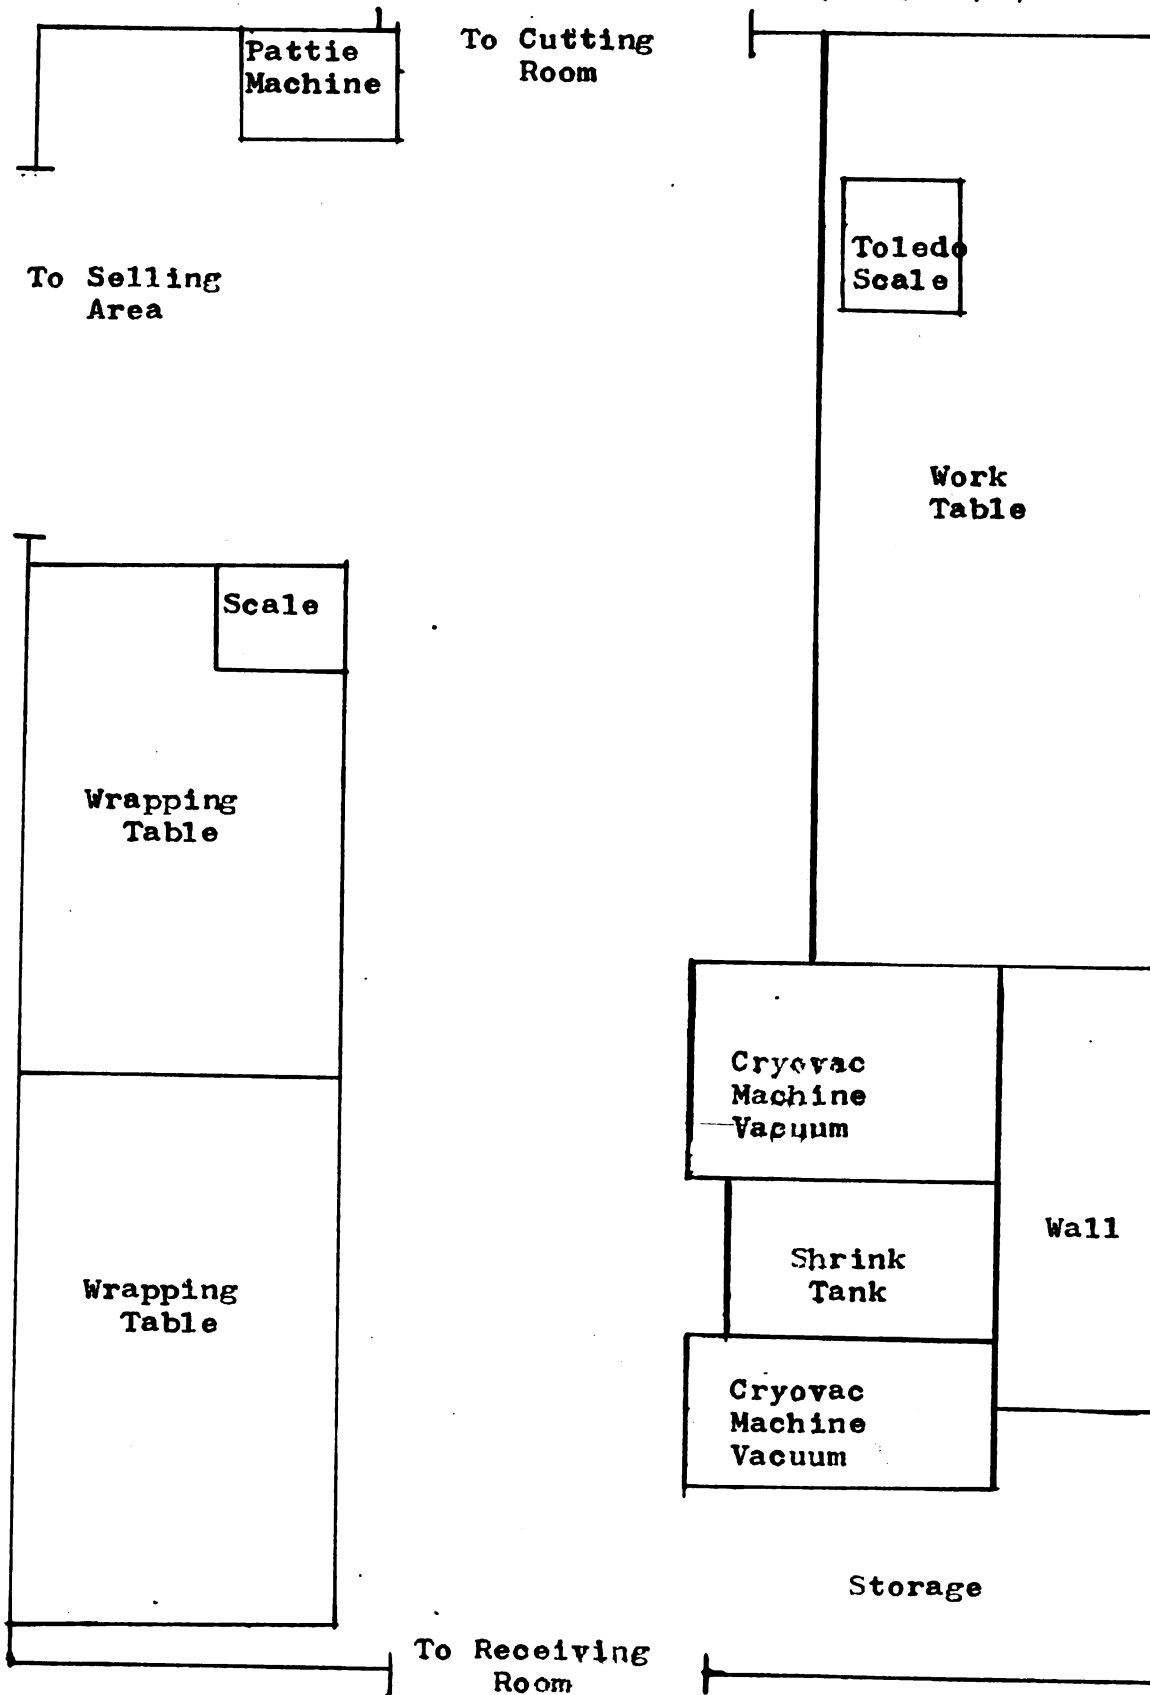 Pattie
Machine
To Cutting
Room
Toledo
Scale
To Selling
Area
Work
Table
Scale
Wrapping
Table
Cryovac
Machine
Vacuum
Wall
Shrink
Tank
Wrapping
Table
Cryovac
Machine
Vacuum
Storage
To Receiving
Room